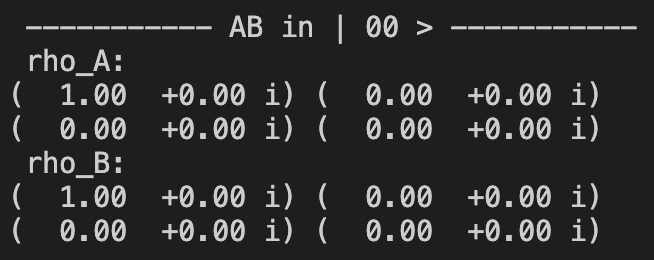 ----------- AB in | 00 > -----------
rho_A:
(  1.00  +0.00 i) (  0.00  +0.00 i)
(  0.00  +0.00 i) (  0.00  +0.00 i)
rho_B:
(  1.00  +0.00 i) (  0.00  +0.00 i)
(  0.00  +0.00 i) (  0.00  +0.00 i)